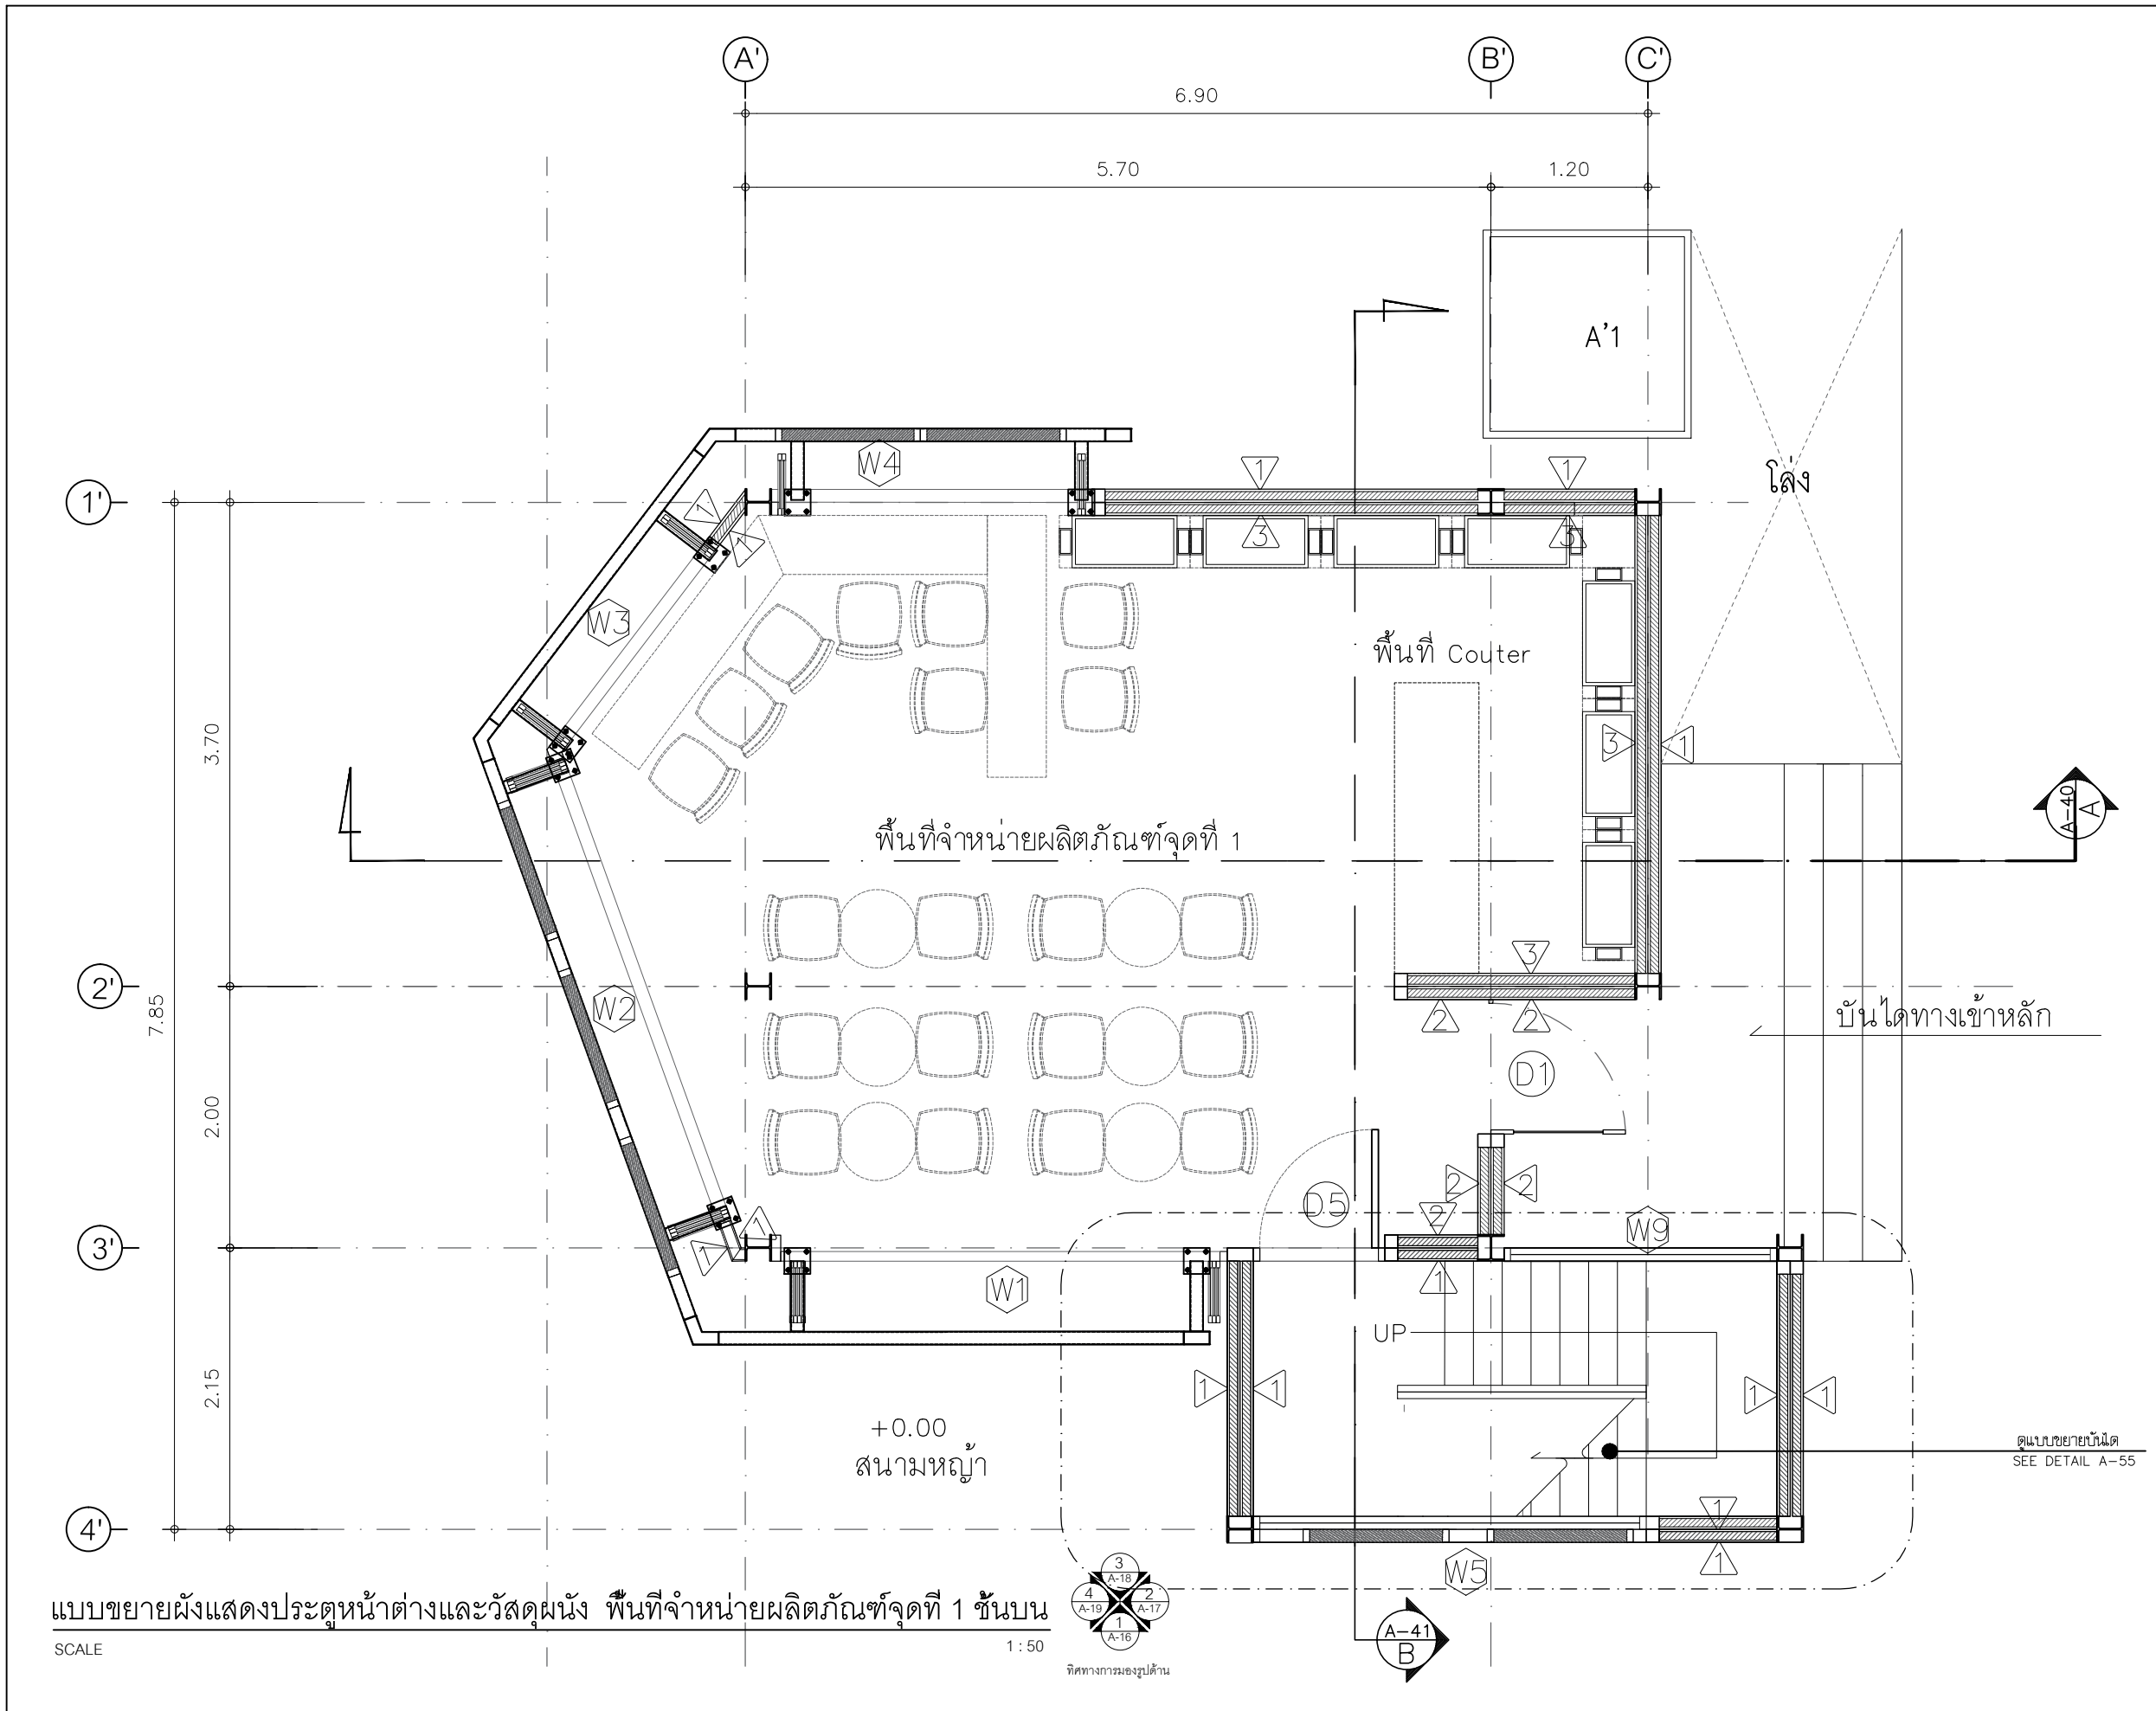 A'
B'
C'
6.90
5.70
1.20
A'1
โล่ง
W4
1
1
1'
1
1
3
3
W3
พื้นที่ Couter
3.70
3
1
A-40
A
พื้นที่จำหน่ายผลิตภัณฑ์จุดที่ 1
3
2'
7.85
W2
2
2
บันไดทางเข้าหลัก
D1
2.00
2
2
D5
2
W9
3'
1
1
W1
1
UP
2.15
1
1
1
1
+0.00
สนามหญ้า
ดูแบบขยายบันได
SEE DETAIL A-55
1
4'
1
W5
3
A-18
4
A-19
2
A-17
1
A-16
แบบขยายผังแสดงประตูหน้าต่างและวัสดุผนัง พื้นที่จำหน่ายผลิตภัณฑ์จุดที่ 1 ชั้นบน
SCALE
1 : 50
ทิศทางการมองรูปด้าน
A-41
B